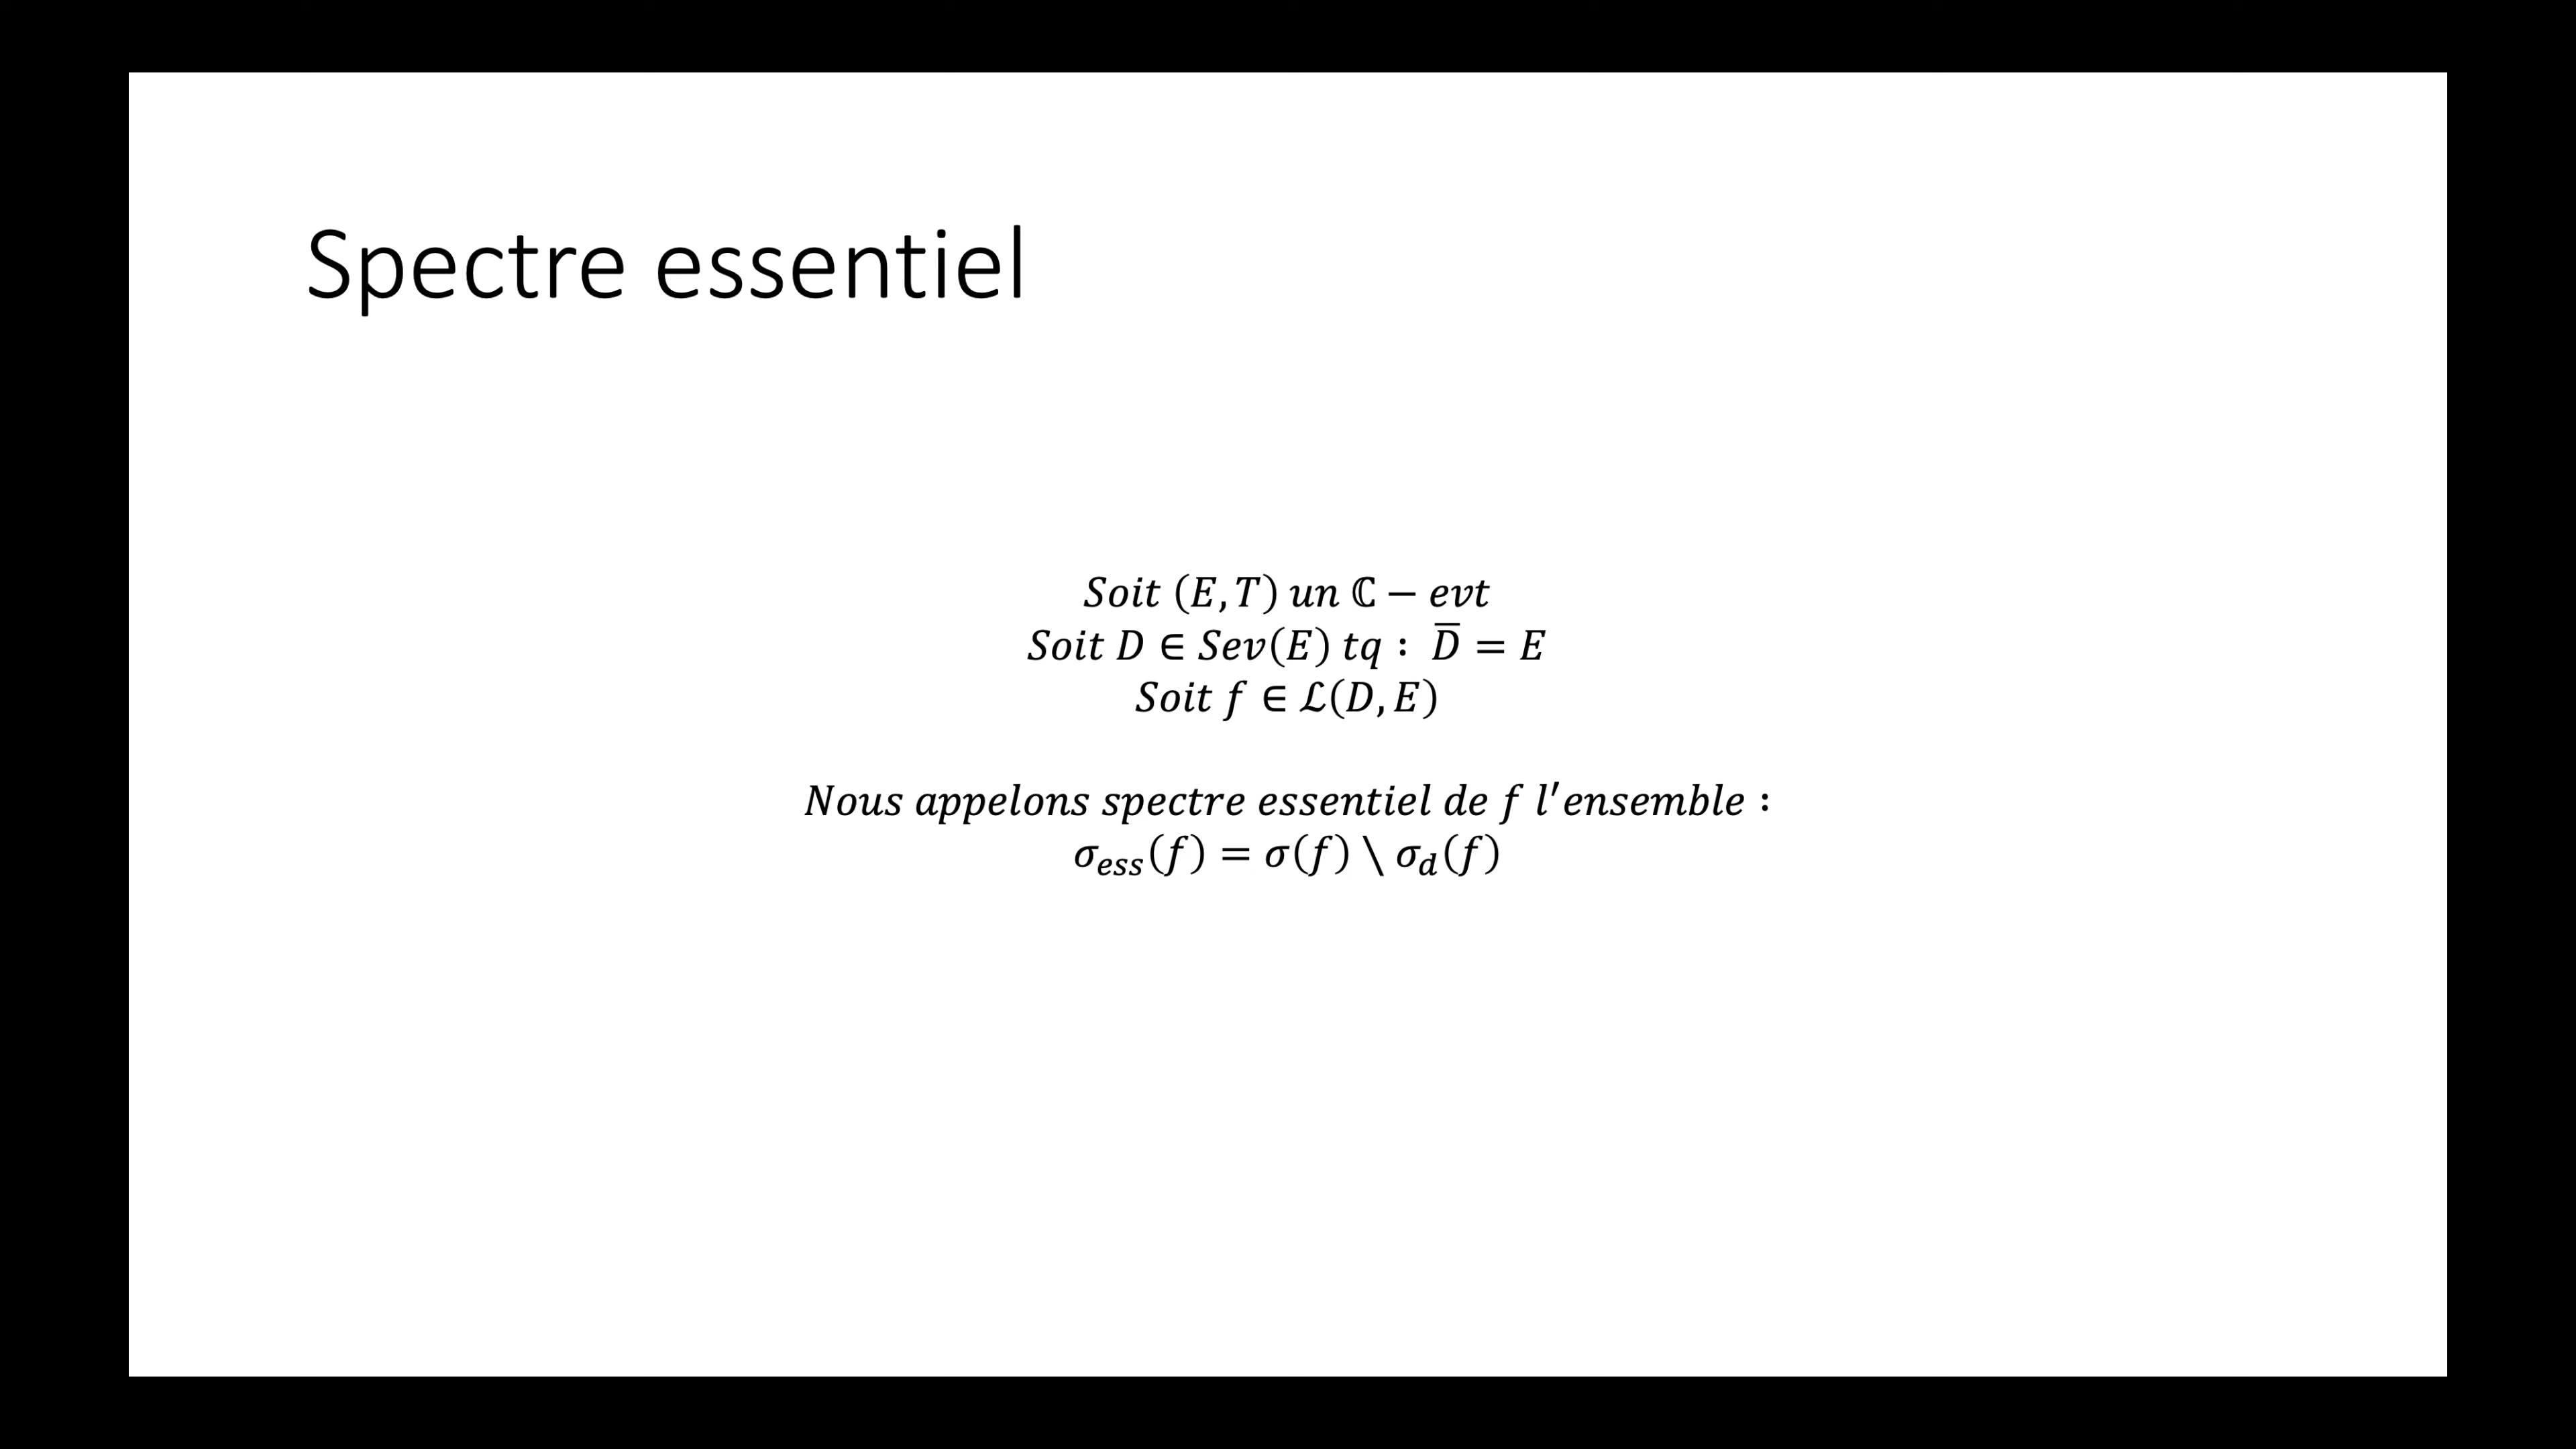 Spectre essentiel
Soit (E, T) un ℂ − evt
Soit D ∈ Sev(E) tq : D̅ = E
Soit f ∈ ℒ(D, E)
Nous appelons spectre essentiel de f l′ensemble :
σ_ess(f) = σ(f) \ σ_d(f)